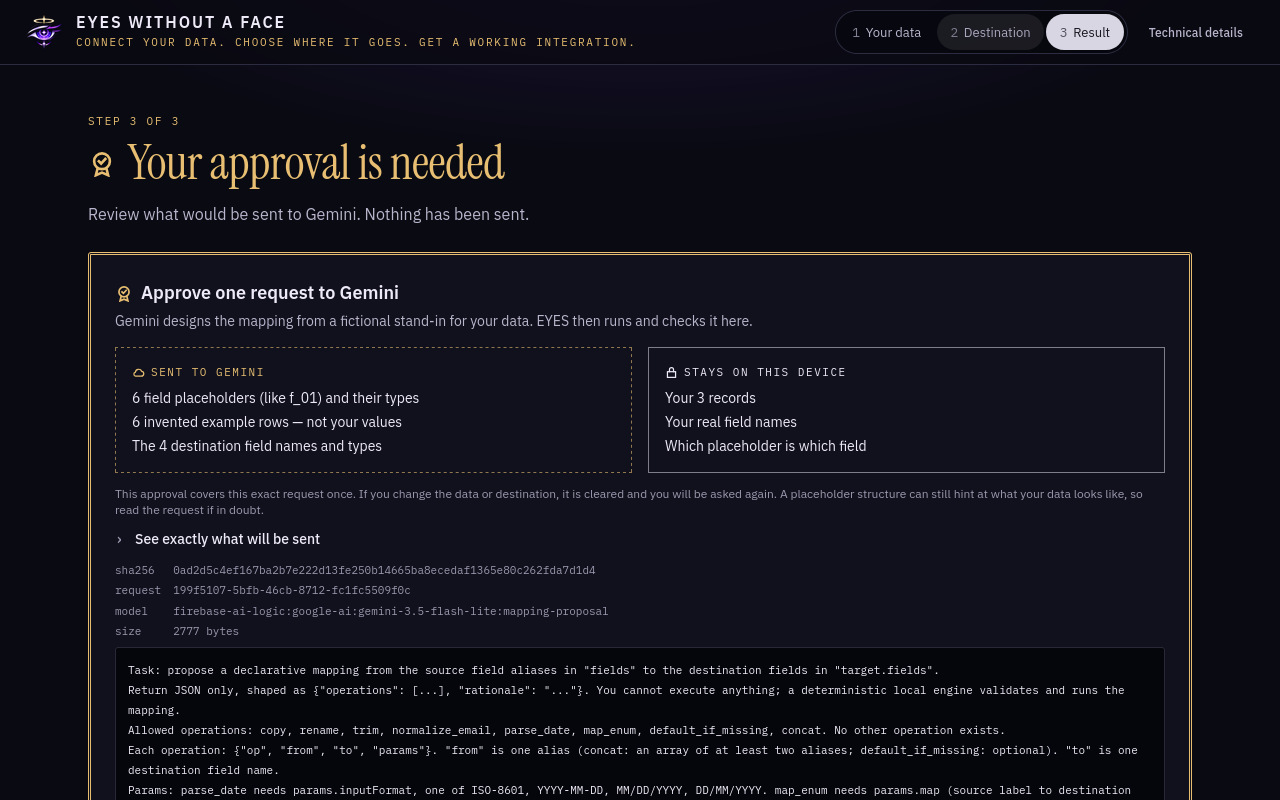 EYES WITHOUT A FACE
CONNECT YOUR DATA. CHOOSE WHERE IT GOES. GET A WORKING INTEGRATION.
1 Your data
2 Destination
3 Result
Technical details
STEP 3 OF 3
Your approval is needed
Review what would be sent to Gemini. Nothing has been sent.
Approve one request to Gemini
Gemini designs the mapping from a fictional stand-in for your data. EYES then runs and checks it here.
SENT TO GEMINI
6 field placeholders (like f_01) and their types
6 invented example rows — not your values
The 4 destination field names and types
STAYS ON THIS DEVICE
Your 3 records
Your real field names
Which placeholder is which field
This approval covers this exact request once. If you change the data or destination, it is cleared and you will be asked again. A placeholder structure can still hint at what your data looks like, so
read the request if in doubt.
› See exactly what will be sent
sha256 0ad2d5c4ef167ba2b7e222d13fe250b14665ba8ecedaf1365e80c262fda7d1d4
request 199f5107-5bfb-46cb-8712-fc1fc5509f0c
model firebase-ai-logic:google-ai:gemini-3.5-flash-lite:mapping-proposal
size 2777 bytes
Task: propose a declarative mapping from the source field aliases in "fields" to the destination fields in "target.fields".
Return JSON only, shaped as {"operations": [...], "rationale": "..."}. You cannot execute anything; a deterministic local engine validates and runs the
mapping.
Allowed operations: copy, rename, trim, normalize_email, parse_date, map_enum, default_if_missing, concat. No other operation exists.
Each operation: {"op", "from", "to", "params"}. "from" is one alias (concat: an array of at least two aliases; default_if_missing: optional). "to" is one
destination field name.
Params: parse_date needs params.inputFormat, one of ISO-8601, YYYY-MM-DD, MM/DD/YYYY, DD/MM/YYYY. map_enum needs params.map (source label to destination